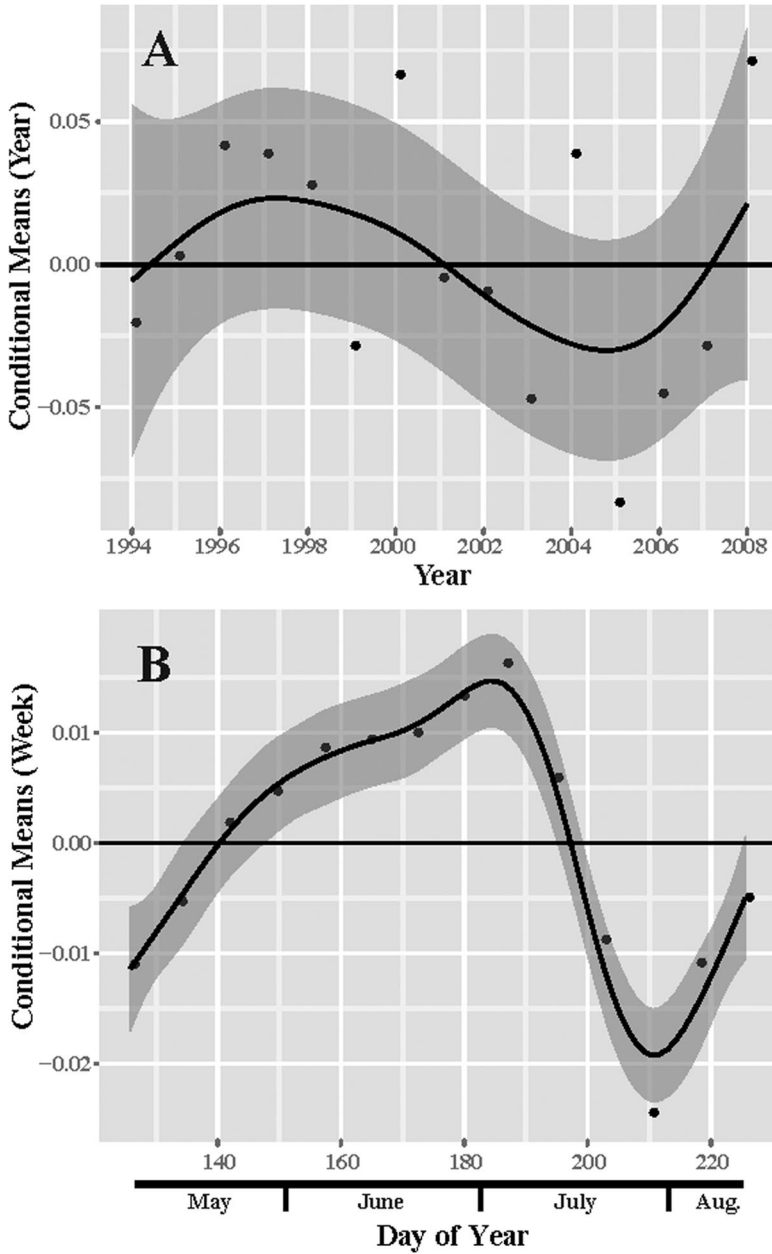 A
Conditional Means (Year)
0.05
0.00
−0.05
1994 1996 1998 2000 2002 2004 2006 2008
Year
B
Conditional Means (Week)
0.01
0.00
−0.01
−0.02
140 160 180 200 220
May June July Aug.
Day of Year